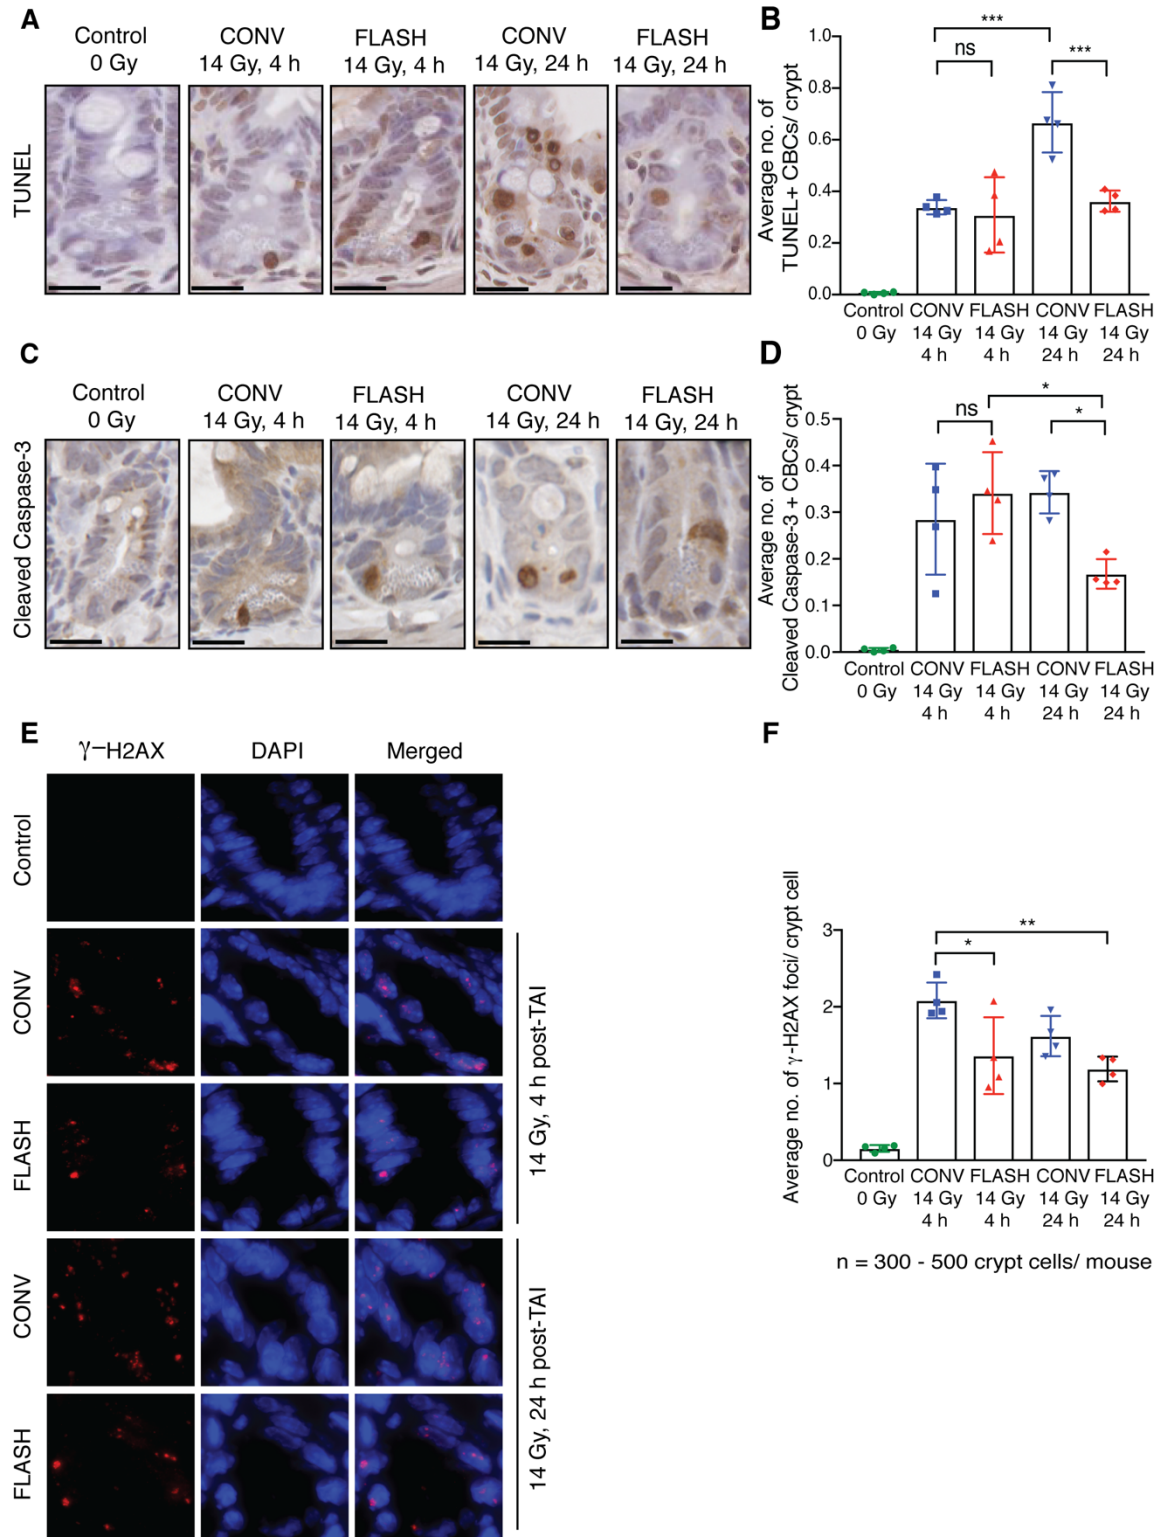 A
Control
0 Gy
CONV
14 Gy, 4 h
FLASH
14 Gy, 4 h
CONV
14 Gy, 24 h
FLASH
14 Gy, 24 h
TUNEL
B
Average no. of
TUNEL+ CBCs/ crypt
1.0
0.8
0.6
0.4
0.2
0.0
***
ns
***
Control
0 Gy
CONV
14 Gy
4 h
FLASH
14 Gy
4 h
CONV
14 Gy
24 h
FLASH
14 Gy
24 h
C
Control
0 Gy
CONV
14 Gy, 4 h
FLASH
14 Gy, 4 h
CONV
14 Gy, 24 h
FLASH
14 Gy, 24 h
Cleaved Caspase-3
D
Average no. of
Cleaved Caspase-3 + CBCs/ crypt
0.5
0.4
0.3
0.2
0.1
0.0
*
ns
*
Control
0 Gy
CONV
14 Gy
4 h
FLASH
14 Gy
4 h
CONV
14 Gy
24 h
FLASH
14 Gy
24 h
E
γ–H2AX
DAPI
Merged
Control
CONV
FLASH
CONV
FLASH
14 Gy, 4 h post-TAI
14 Gy, 24 h post-TAI
F
Average no. of γ-H2AX foci/ crypt cell
3
2
1
0
**
*
Control
0 Gy
CONV
14 Gy
4 h
FLASH
14 Gy
4 h
CONV
14 Gy
24 h
FLASH
14 Gy
24 h
n = 300 - 500 crypt cells/ mouse